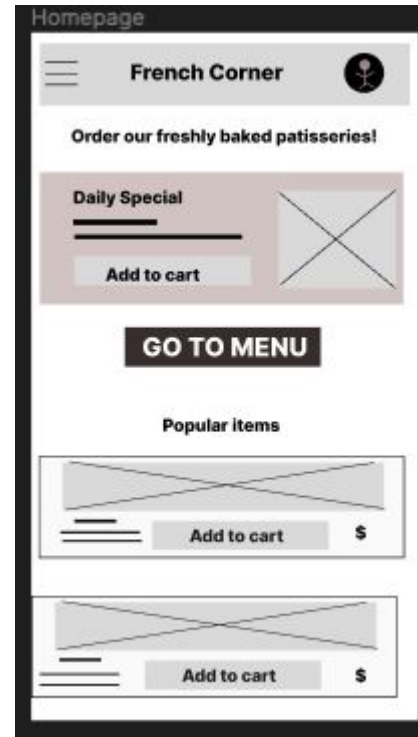 Homepage
French Corner
Order our freshly baked patisseries!
Daily Special
Add to cart
GO TO MENU
Popular items
Add to cart $
Add to cart $